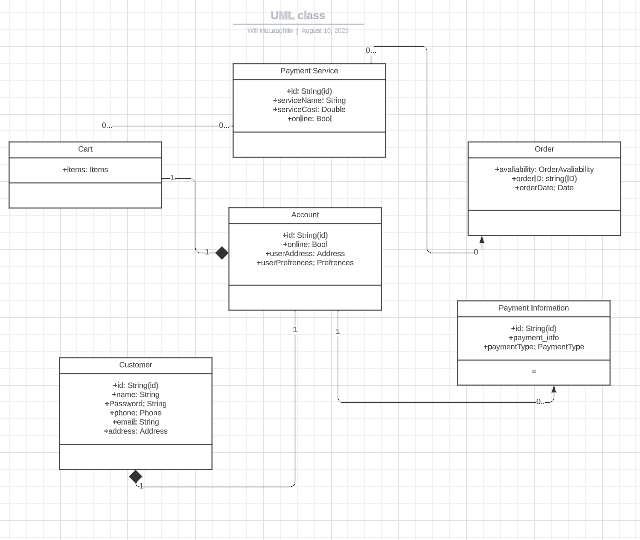 UML class
Will McLaughlin | August 10, 2023
0...
Payment Service
+id: String(id)
+serviceName: String
+serviceCost: Double
+online: Bool
0...
0...
Cart
+Items: Items
1
Order
+avaliability: OrderAvaliability
+orderID: string(ID)
+orderDate; Date
0
Account
+id: String(id)
+online: Bool
+userAddress: Address
+userPrefrences; Prefrences
1
1
1
Payment Information
+id: String(id)
+payment_info
+paymentType; PaymentType
=
0...
Customer
+id: String(id)
+name: String
+Password; String
+phone; Phone
+email: String
+address: Address
1